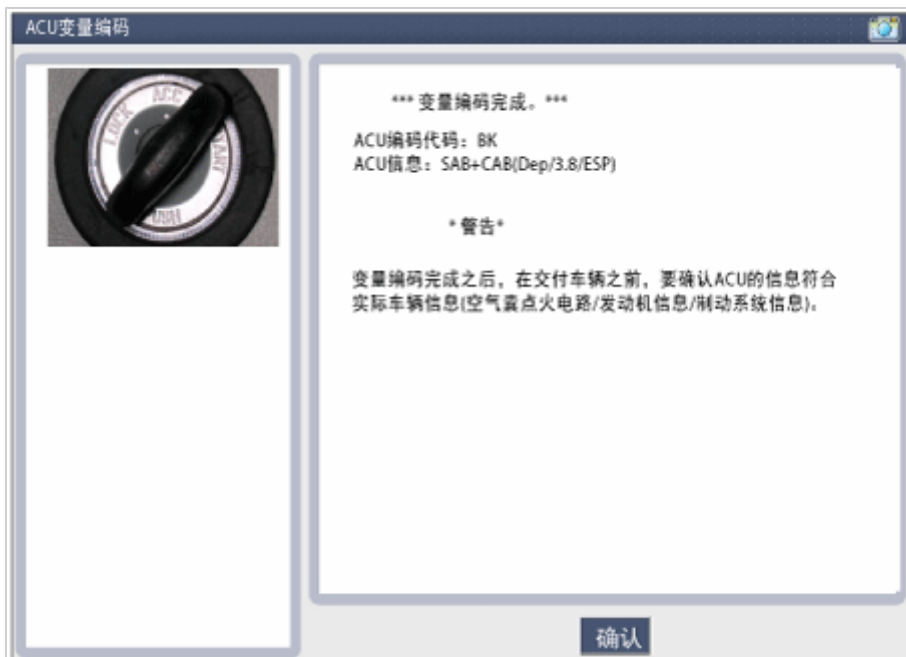 ACU变量编码
LOCK
ACC
START
*** 变量编码完成。***
ACU编码代码：BK
ACU信息：SAB+CAB(Dep/3.8/ESP)
* 警告*
变量编码完成之后，在交付车辆之前，要确认ACU的信息符合
实际车辆信息(空气囊点火电路/发动机信息/制动系统信息)。
确认